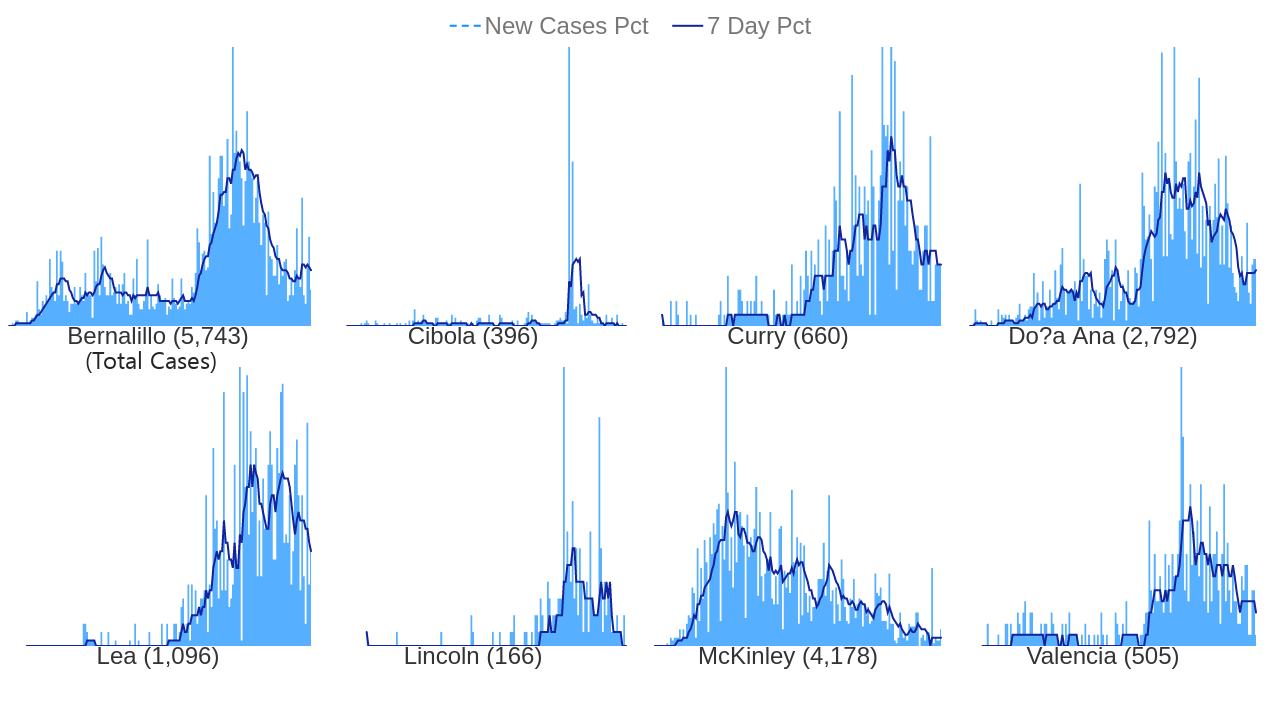 New Cases Pct 7 Day Pct
Bernalillo (5,743) Cibola (396) Curry (660) Do?a Ana (2,792)
(Total Cases)
Lea (1,096) Lincoln (166) McKinley (4,178) Valencia (505)